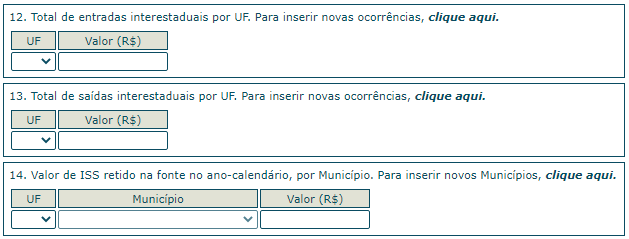 12. Total de entradas interestaduais por UF. Para inserir novas ocorrências, clique aqui.
UF Valor (R$)
13. Total de saídas interestaduais por UF. Para inserir novas ocorrências, clique aqui.
UF Valor (R$)
14. Valor de ISS retido na fonte no ano-calendário, por Município. Para inserir novos Municípios, clique aqui.
UF Município Valor (R$)